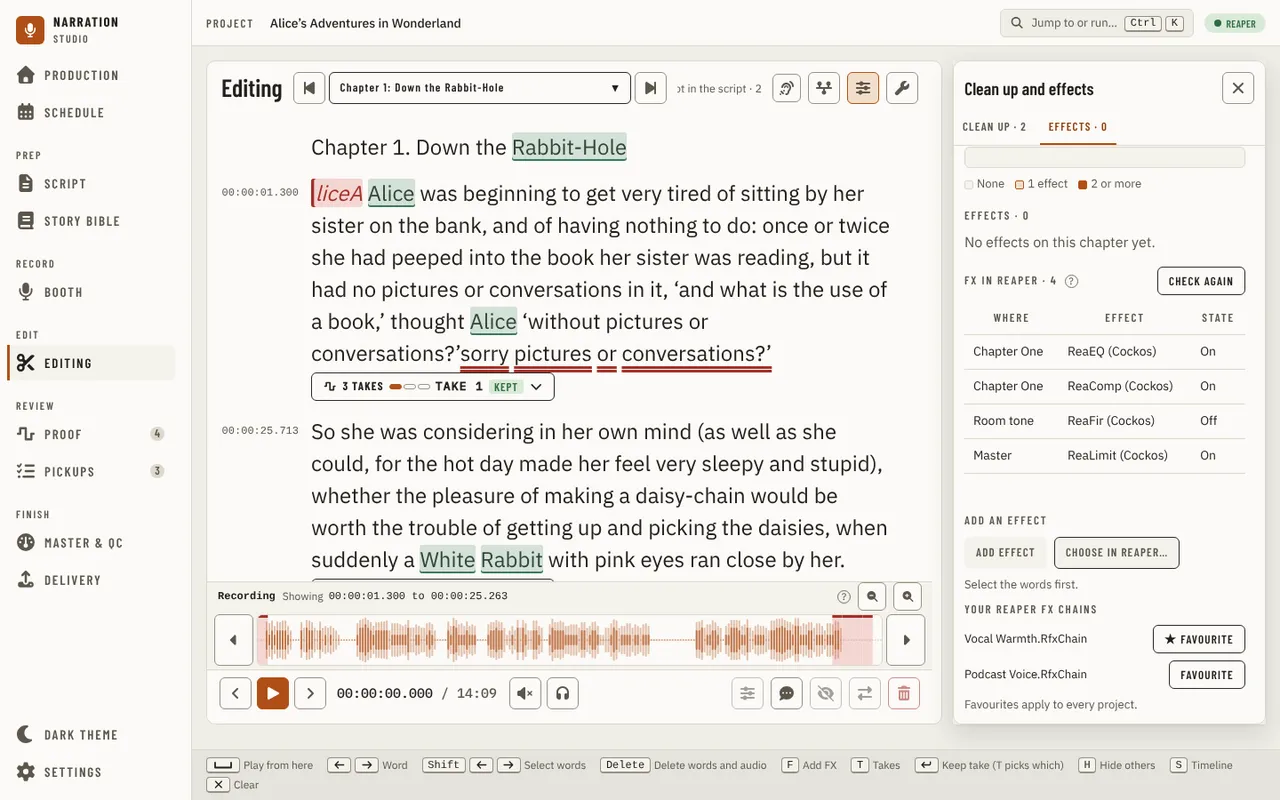 NARRATION
STUDIO
PRODUCTION
SCHEDULE
PREP
SCRIPT
STORY BIBLE
RECORD
BOOTH
EDIT
EDITING
REVIEW
PROOF 4
PICKUPS 3
FINISH
MASTER & QC
DELIVERY
DARK THEME
SETTINGS
PROJECT Alice’s Adventures in Wonderland
Jump to or run… Ctrl K
REAPER
Editing
Chapter 1: Down the Rabbit-Hole
in the script · 2
Chapter 1. Down the Rabbit-Hole
00:00:01.300
liceA Alice was beginning to get very tired of sitting by her
sister on the bank, and of having nothing to do: once or twice
she had peeped into the book her sister was reading, but it
had no pictures or conversations in it, ‘and what is the use of
a book,’ thought Alice ‘without pictures or
conversations?’sorry pictures or conversations?’
3 TAKES TAKE 1 KEPT
00:00:25.713
So she was considering in her own mind (as well as she
could, for the hot day made her feel very sleepy and stupid),
whether the pleasure of making a daisy-chain would be
worth the trouble of getting up and picking the daisies, when
suddenly a White Rabbit with pink eyes ran close by her.
Recording Showing 00:00:01.300 to 00:00:25.263
?
00:00:00.000 / 14:09
Clean up and effects
CLEAN UP · 2 EFFECTS · 0
None 1 effect 2 or more
EFFECTS · 0
No effects on this chapter yet.
FX IN REAPER · 4 ? CHECK AGAIN
WHERE EFFECT STATE
Chapter One ReaEQ (Cockos) On
Chapter One ReaComp (Cockos) On
Room tone ReaFir (Cockos) Off
Master ReaLimit (Cockos) On
ADD AN EFFECT
ADD EFFECT CHOOSE IN REAPER…
Select the words first.
YOUR REAPER FX CHAINS
Vocal Warmth.RfxChain ★ FAVOURITE
Podcast Voice.RfxChain FAVOURITE
Favourites apply to every project.
Play from here ← → Word Shift ← → Select words Delete Delete words and audio F Add FX T Takes ↵ Keep take (T picks which) H Hide others S Timeline
✕ Clear